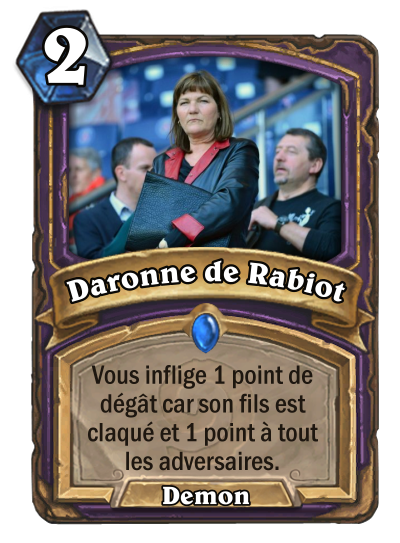 2
Daronne de Rabiot
Vous inflige 1 point de
dégât car son fils est
claqué et 1 point à tout
les adversaires.
Demon